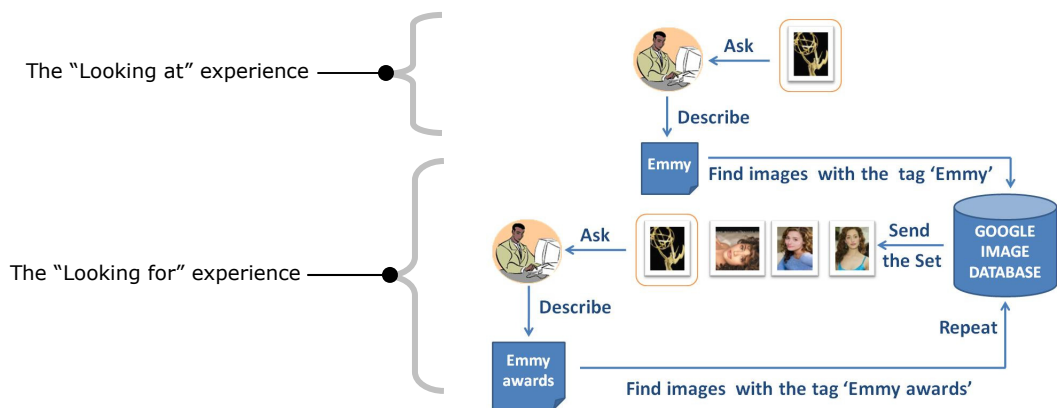 The “Looking at” experience
Ask
Describe
Emmy
Find images with the tag ‘Emmy’
The “Looking for” experience
Ask
Send
the Set
GOOGLE
IMAGE
DATABASE
Describe
Repeat
Emmy
awards
Find images with the tag ‘Emmy awards’